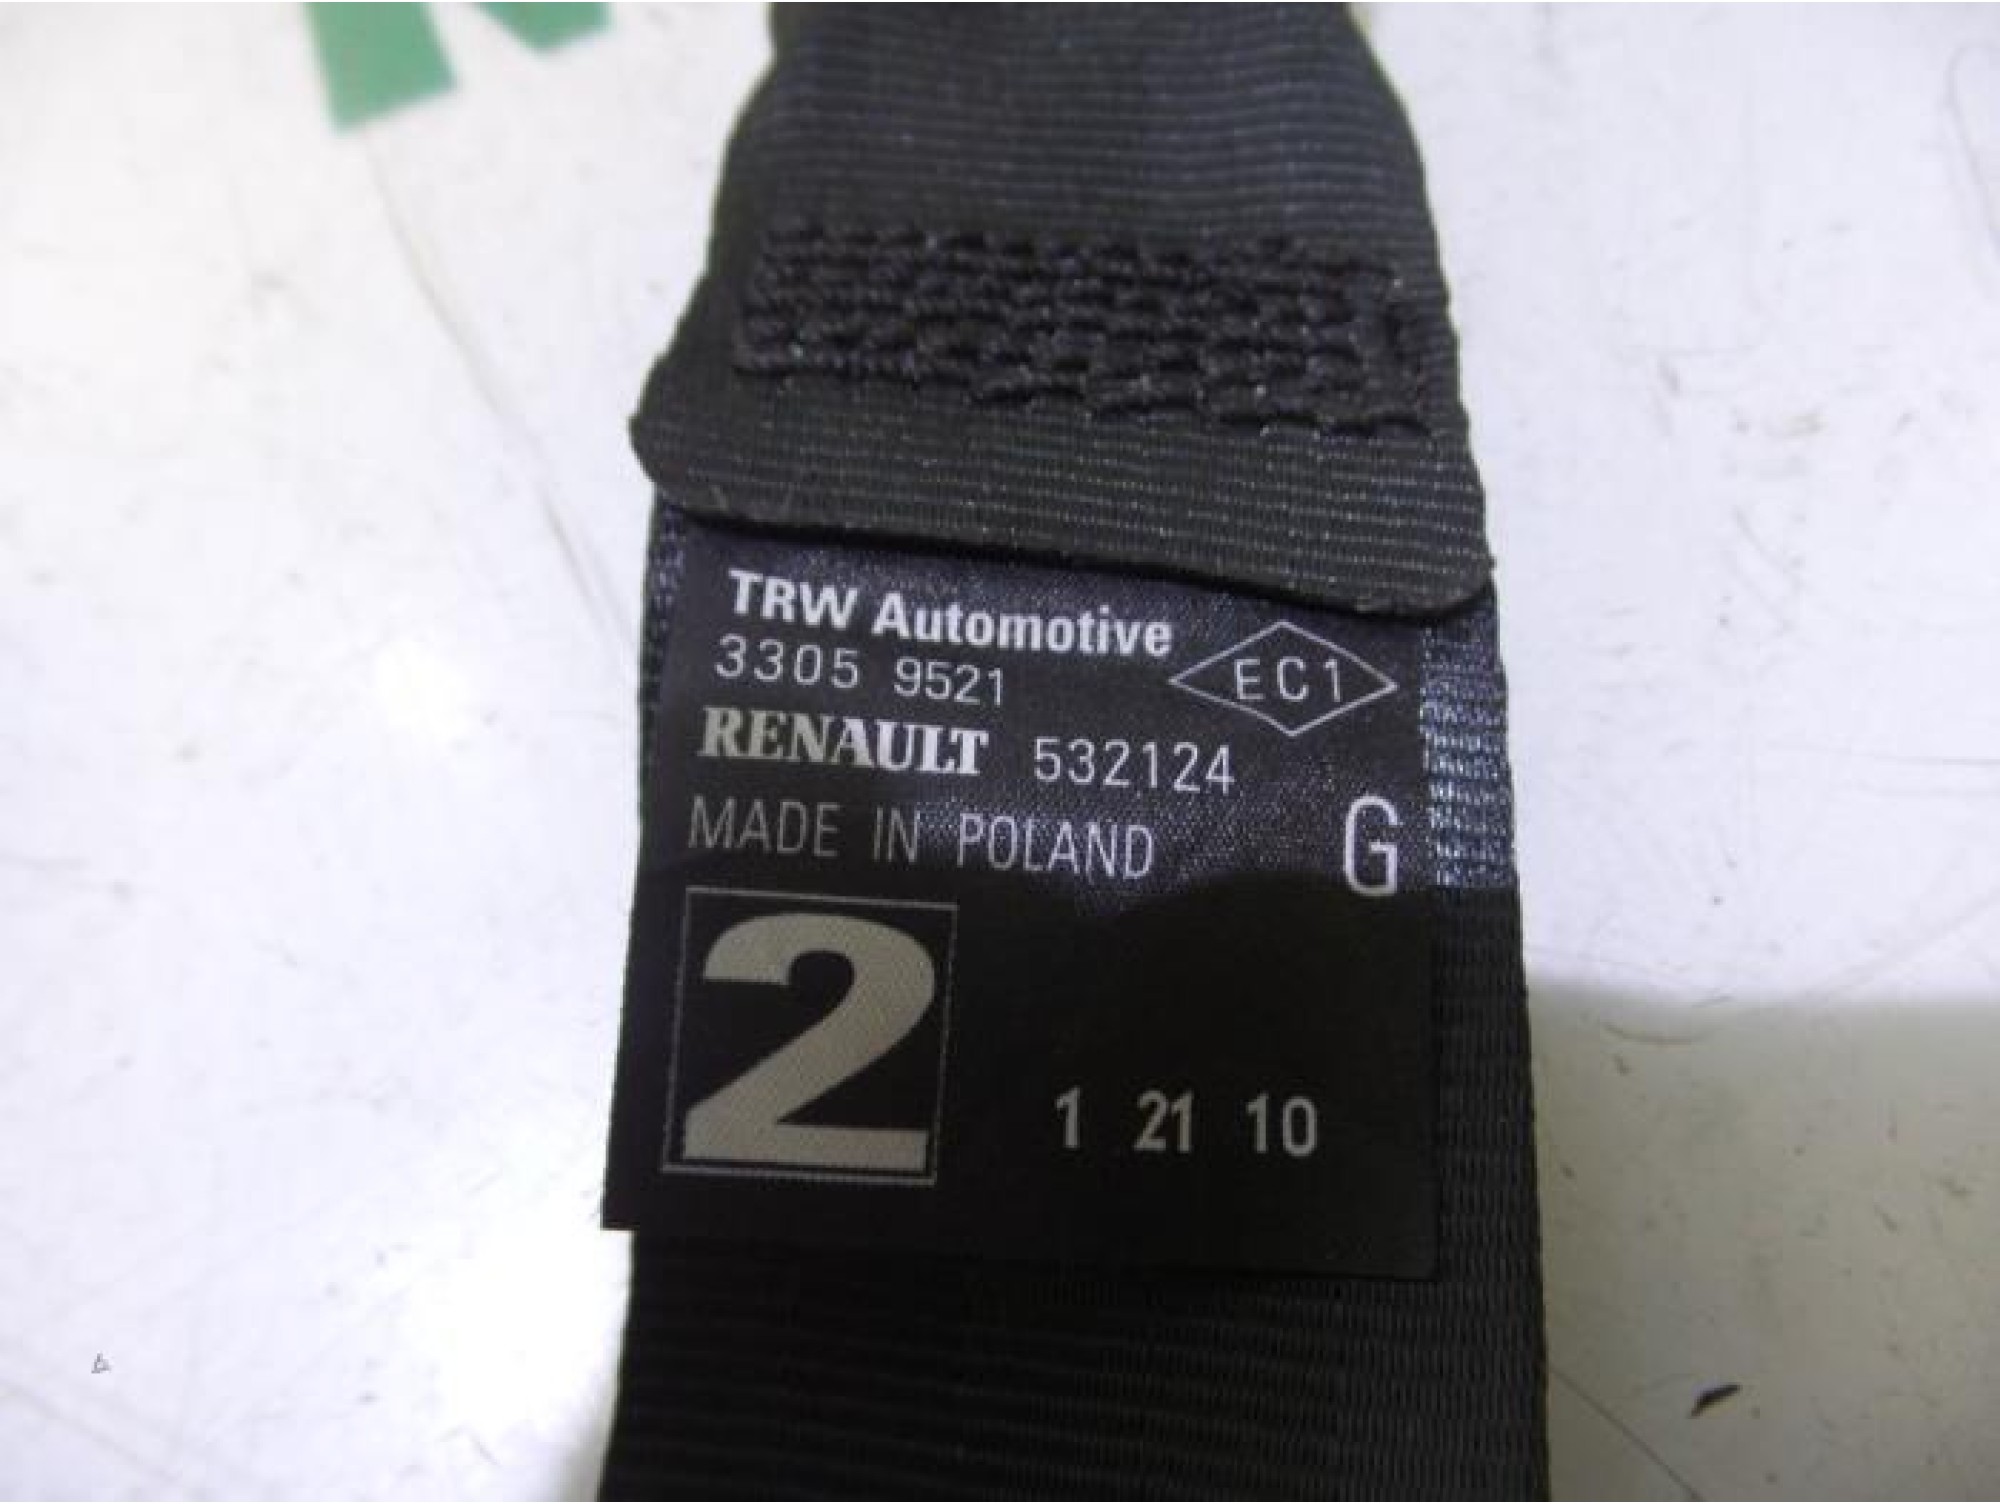 TRW Automotive
3305 9521 EC1
RENAULT 532124
MADE IN POLAND G
2 1 21 10